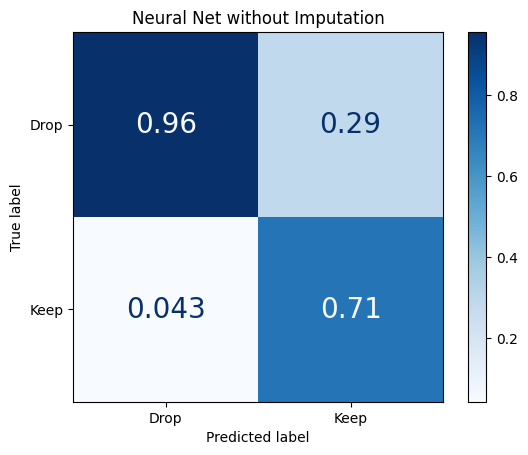 Neural Net without Imputation
True label
Drop
0.96
0.29
Keep
0.043
0.71
Drop
Keep
Predicted label
0.8
0.6
0.4
0.2